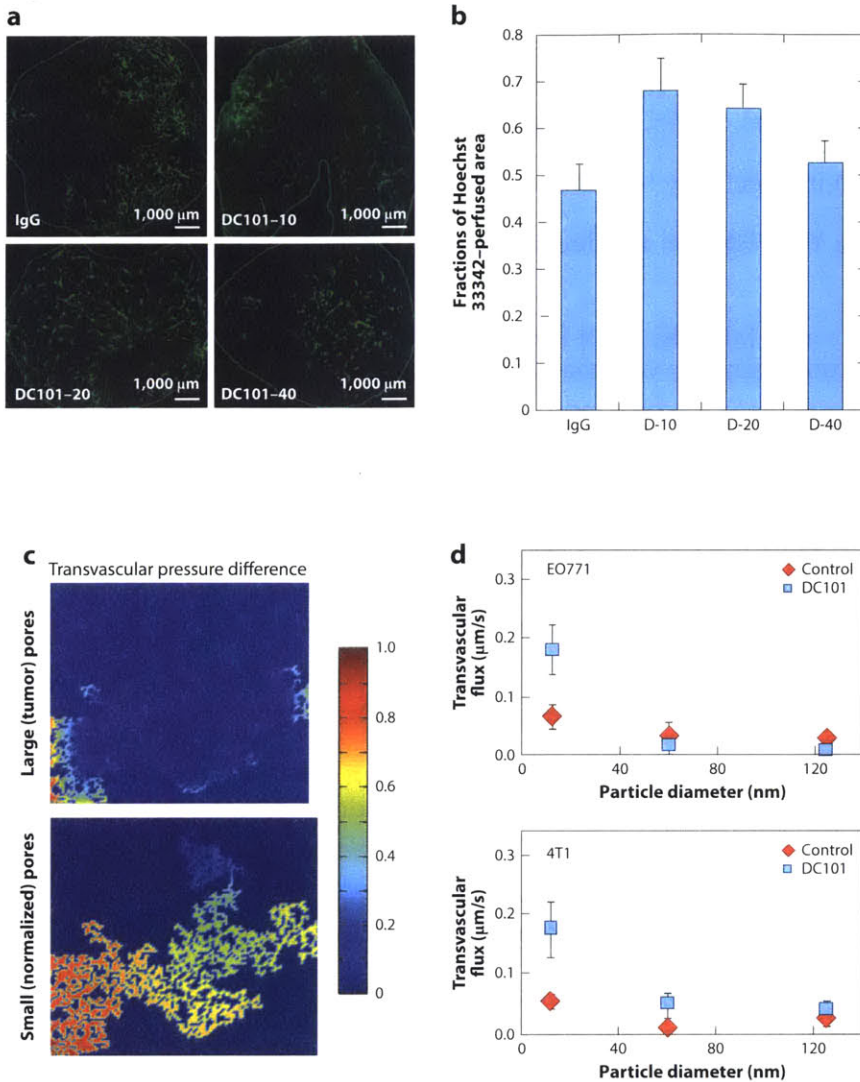 a
IgG
1,000 µm
DC101–10
1,000 µm
DC101–20
1,000 µm
DC101–40
1,000 µm
b
Fractions of Hoechst
33342–perfused area
0.8
0.7
0.6
0.5
0.4
0.3
0.2
0.1
0
IgG
D-10
D-20
D-40
c
Transvascular pressure difference
Large (tumor) pores
Small (normalized) pores
1.0
0.8
0.6
0.4
0.2
0
d
EO771
Control
DC101
Transvascular
flux (µm/s)
0.3
0.2
0.1
0.0
0
40
80
120
Particle diameter (nm)
4T1
Control
DC101
Transvascular
flux (µm/s)
0.3
0.2
0.1
0.0
0
40
80
120
Particle diameter (nm)